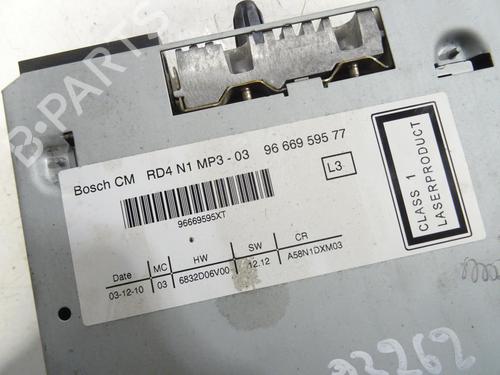 B-PARTS
Bosch CM RD4 N1 MP3 - 03 96 669 595 77
L3
96669595XT
CLASS 1
LASERPRODUCT
Date MC HW SW CR
03-12-10 03 6832D06V00 12.12 A58N1DXM03
93262